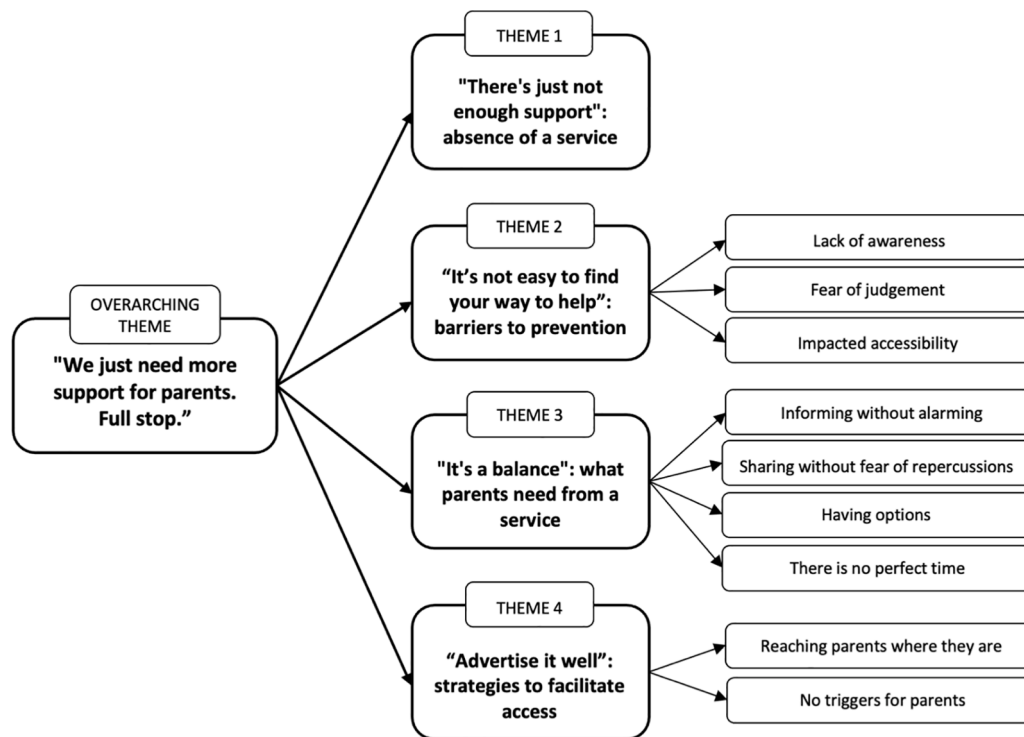 OVERARCHING
THEME
"We just need more
support for parents.
Full stop.”
THEME 1
"There's just not
enough support":
absence of a service
THEME 2
“It’s not easy to find
your way to help”:
barriers to prevention
Lack of awareness
Fear of judgement
Impacted accessibility
THEME 3
"It's a balance": what
parents need from a
service
Informing without alarming
Sharing without fear of repercussions
Having options
There is no perfect time
THEME 4
“Advertise it well”:
strategies to facilitate
access
Reaching parents where they are
No triggers for parents